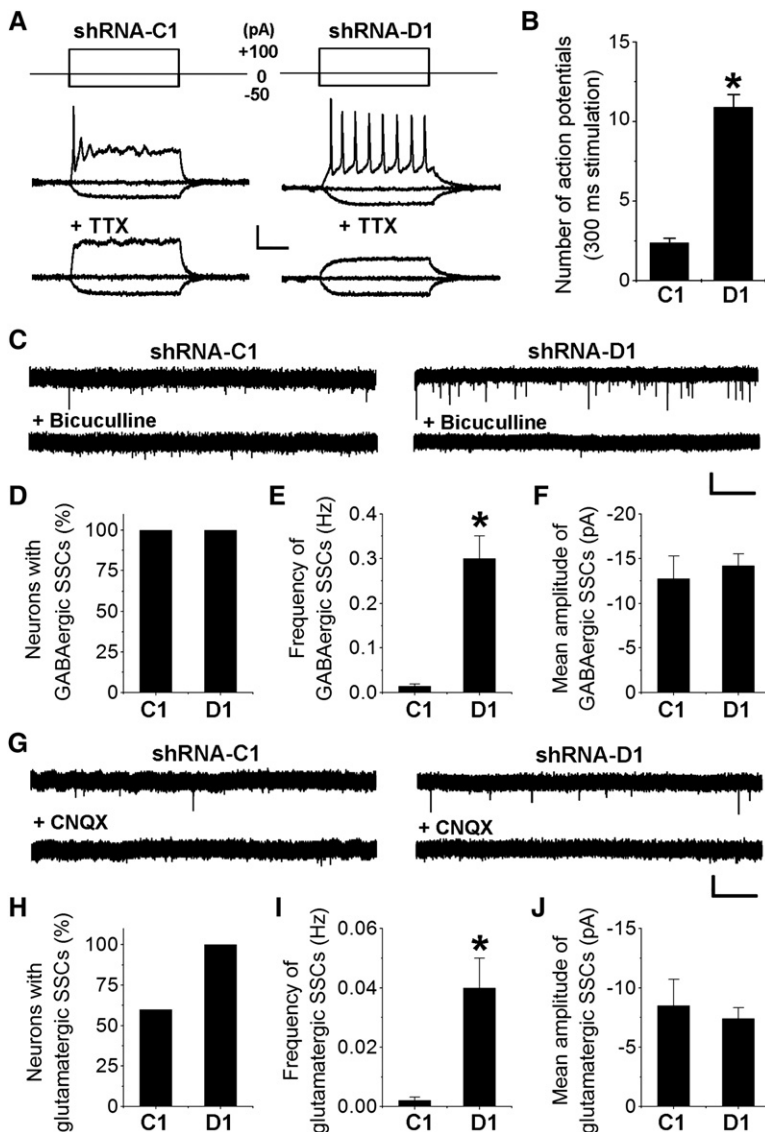 A
shRNA-C1
(pA)
+100
0
-50
shRNA-D1
+ TTX
+ TTX
B
Number of action potentials
(300 ms stimulation)
15
10
5
0
*
C1
D1
C
shRNA-C1
shRNA-D1
+ Bicuculline
+ Bicuculline
D
Neurons with
GABAergic SSCs (%)
100
75
50
25
0
C1
D1
E
Frequency of
GABAergic SSCs (Hz)
0.4
0.3
0.2
0.1
0.0
*
C1
D1
F
Mean amplitude of
GABAergic SSCs (pA)
-20
-15
-10
-5
0
C1
D1
G
shRNA-C1
shRNA-D1
+ CNQX
+ CNQX
H
Neurons with
glutamatergic SSCs (%)
100
75
50
25
0
C1
D1
I
Frequency of
glutamatergic SSCs (Hz)
0.06
0.04
0.02
0.00
*
C1
D1
J
Mean amplitude of
glutamatergic SSCs (pA)
-15
-10
-5
0
C1
D1